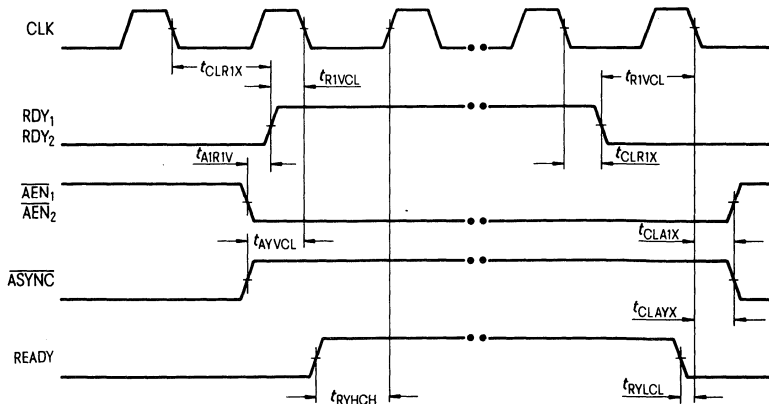 CLK
tCLR1X
tR1VCL
tR1VCL
RDY1
RDY2
tA1R1V
tCLR1X
AEN1
AEN2
tAYVCL
tCLA1X
ASYNC
tCLAYX
READY
tRYHCH
tRYLCL